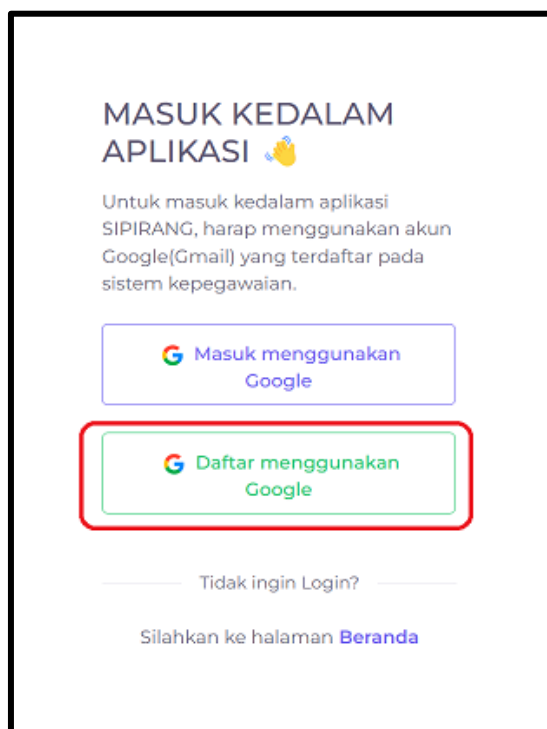 MASUK KEDALAM
APLIKASI 👋
Untuk masuk kedalam aplikasi
SIPIRANG, harap menggunakan akun
Google(Gmail) yang terdaftar pada
sistem kepegawaian.
Masuk menggunakan
Google
Daftar menggunakan
Google
Tidak ingin Login?
Silahkan ke halaman Beranda